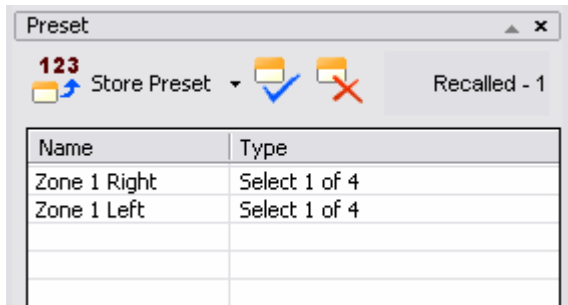 Preset
123
Store Preset
Recalled - 1
Name Type
Zone 1 Right Select 1 of 4
Zone 1 Left Select 1 of 4